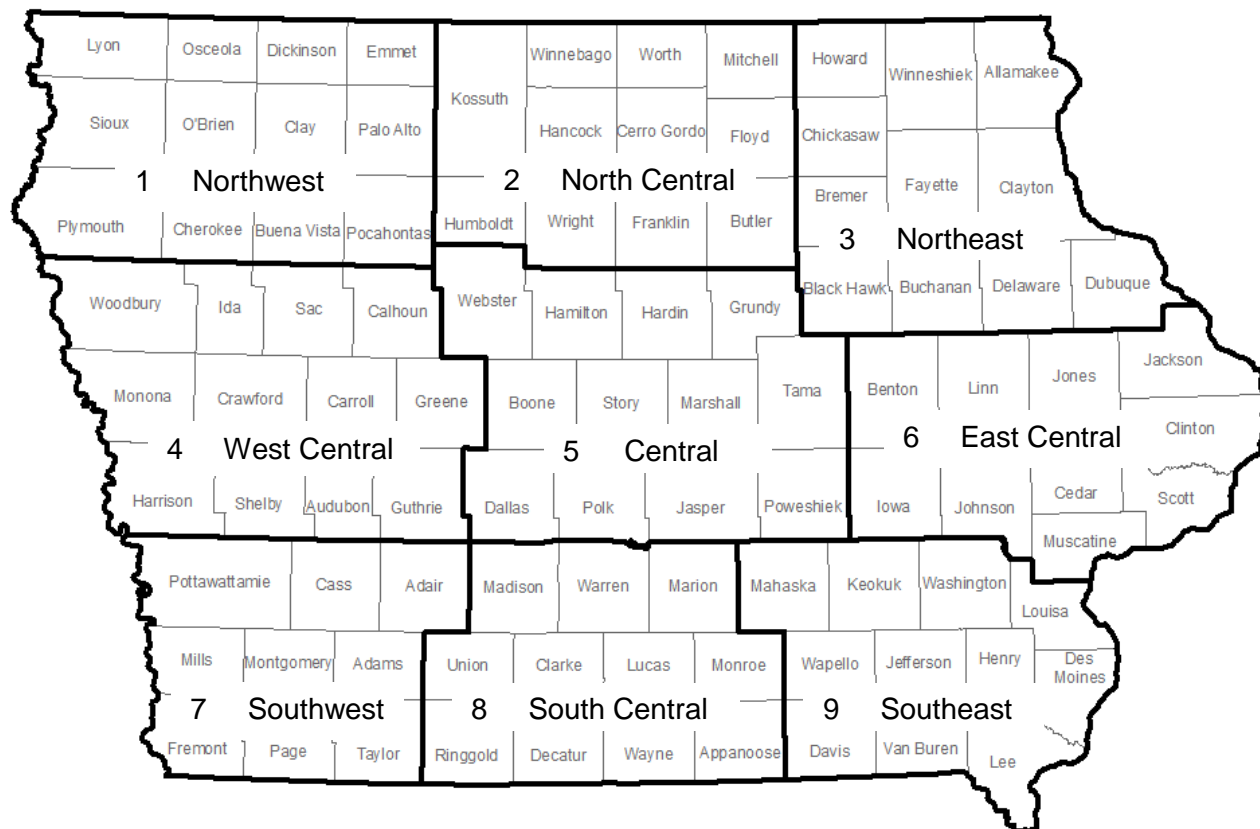 Lyon Osceola Dickinson Emmet Winnebago Worth Mitchell Howard Winneshiek Allamakee
Kossuth
Sioux O'Brien Clay Palo Alto Hancock Cerro Gordo Floyd Chickasaw
1 Northwest 2 North Central Bremer Fayette Clayton
Plymouth Cherokee Buena Vista Pocahontas Humboldt Wright Franklin Butler 3 Northeast
Woodbury Ida Sac Calhoun Webster Hamilton Hardin Grundy Black Hawk Buchanan Delaware Dubuque
Monona Crawford Carroll Greene Boone Story Marshall Tama Benton Linn Jones Jackson
4 West Central 5 Central 6 East Central Clinton
Harrison Shelby Audubon Guthrie Dallas Polk Jasper Poweshiek Iowa Johnson Cedar Scott
Muscatine
Pottawattamie Cass Adair Madison Warren Marion Mahaska Keokuk Washington
Louisa
Mills Montgomery Adams Union Clarke Lucas Monroe Wapello Jefferson Henry Des
Moines
7 Southwest 8 South Central 9 Southeast
Fremont Page Taylor Ringgold Decatur Wayne Appanoose Davis Van Buren Lee